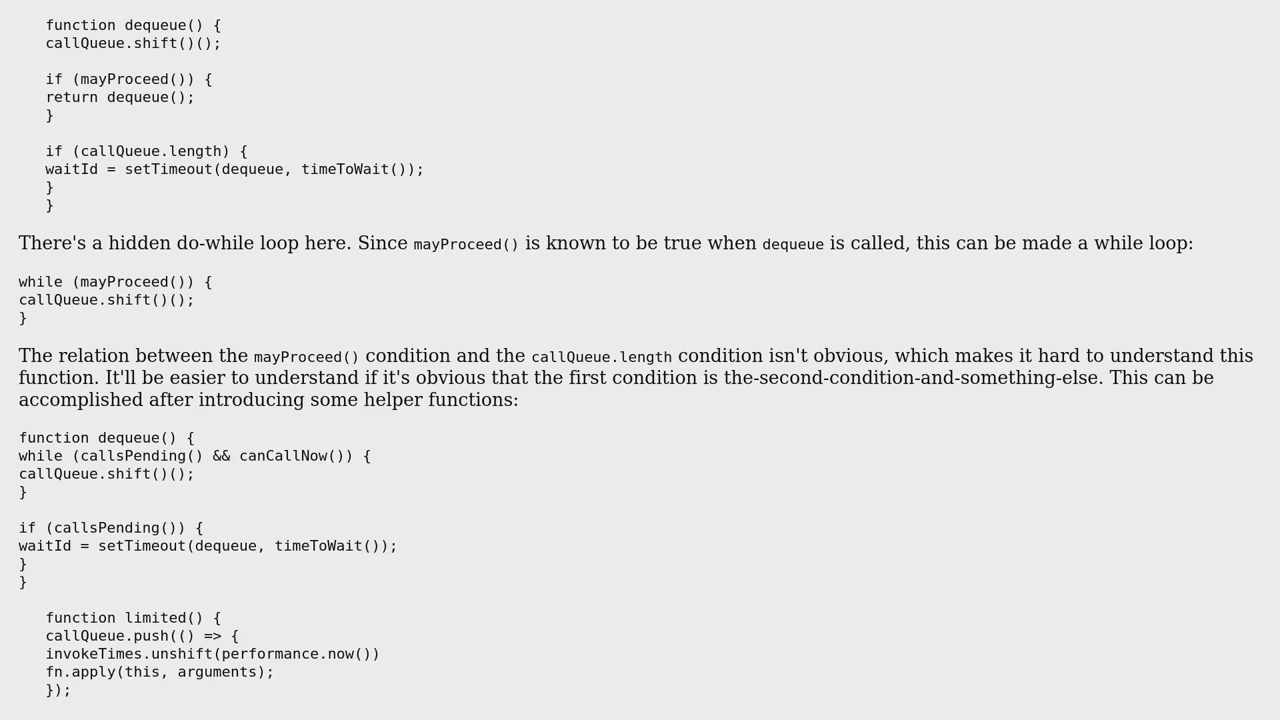 function dequeue() {
callQueue.shift()();
if (mayProceed()) {
return dequeue();
}
if (callQueue.length) {
waitId = setTimeout(dequeue, timeToWait());
}
}
There's a hidden do-while loop here. Since mayProceed() is known to be true when dequeue is called, this can be made a while loop:
while (mayProceed()) {
callQueue.shift()();
}
The relation between the mayProceed() condition and the callQueue.length condition isn't obvious, which makes it hard to understand this
function. It'll be easier to understand if it's obvious that the first condition is the-second-condition-and-something-else. This can be
accomplished after introducing some helper functions:
function dequeue() {
while (callsPending() && canCallNow()) {
callQueue.shift()();
}
if (callsPending()) {
waitId = setTimeout(dequeue, timeToWait());
}
}
function limited() {
callQueue.push(() => {
invokeTimes.unshift(performance.now())
fn.apply(this, arguments);
});